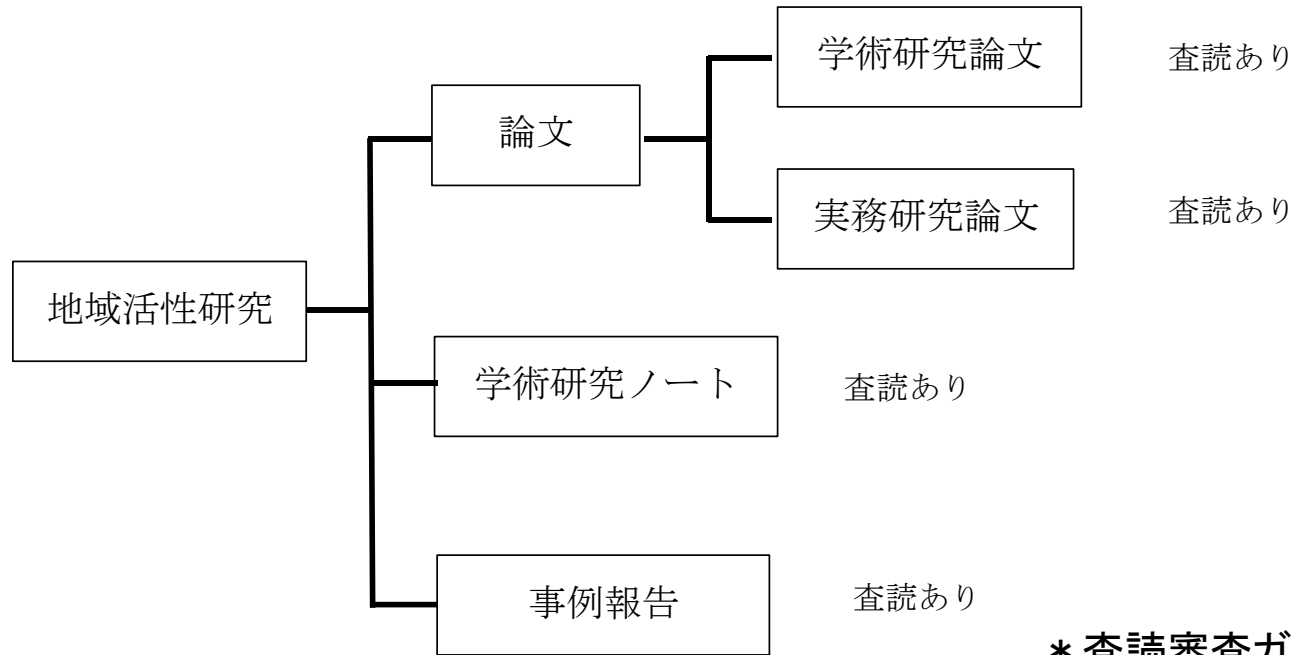 学術研究論文 査読あり
論文
実務研究論文 査読あり
地域活性研究
学術研究ノート 査読あり
事例報告 査読あり